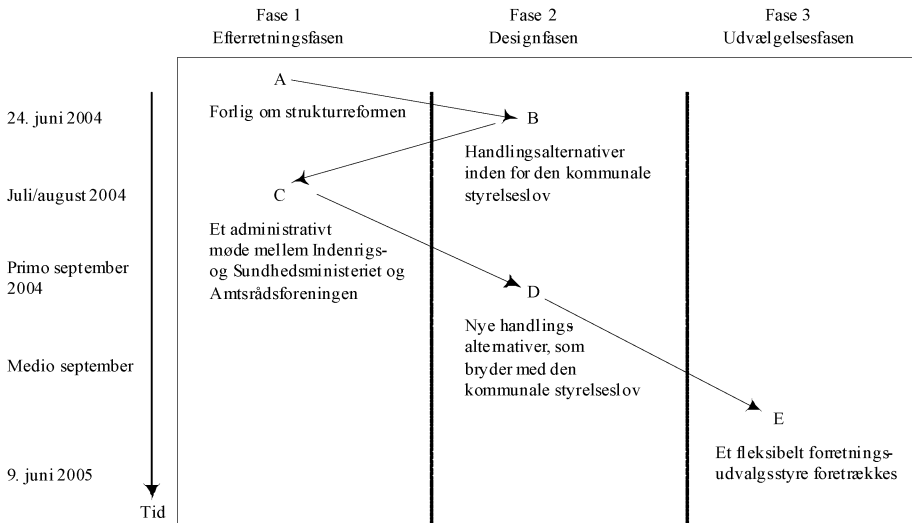 Fase 1
Efterretningsfasen
Fase 2
Designfasen
Fase 3
Udvælgelsesfasen
A
Forlig om strukturreformen
24. juni 2004
B
Handlingsalternativer
inden for den kommunale
styrelseslov
Juli/august 2004
C
Et administrativt
møde mellem Indenrigs-
og Sundhedsministeriet og
Amtsrådsforeningen
Primo september
2004
D
Nye handlings-
alternativer, som
bryder med den
kommunale styrelseslov
Medio september
E
Et fleksibelt forretnings-
udvalgsstyre foretrækkes
9. juni 2005
Tid